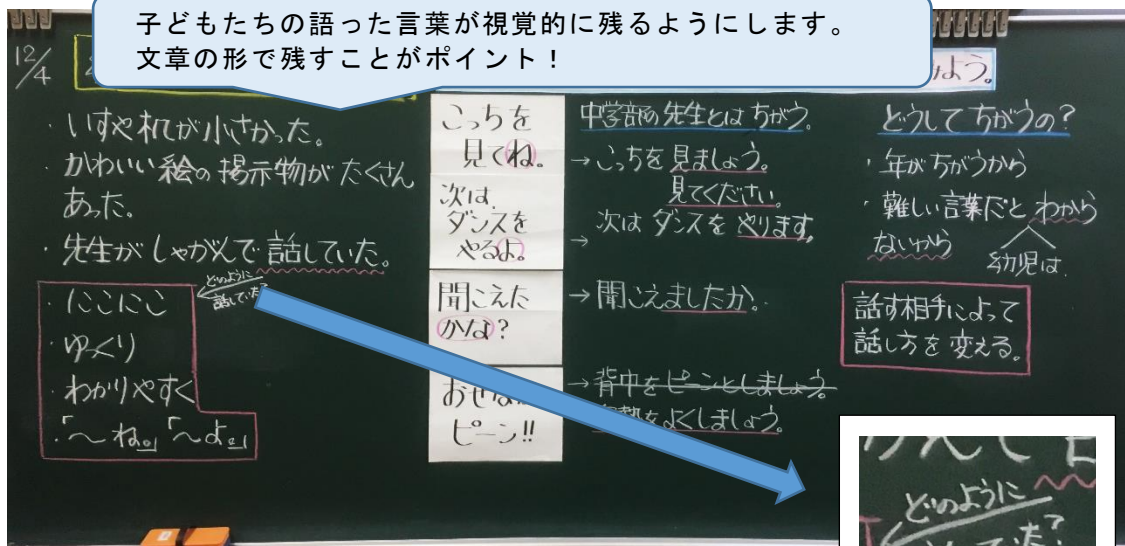 子どもたちの語った言葉が視覚的に残るようにします。
文章の形で残すことがポイント！
12/4
よう。
・いすや机が小さかった。
・かわいい絵の掲示物がたくさん
あった。
・先生がしゃがんで話していた。
どのように
話していた？
・にこにこ
・ゆっくり
・わかりやすく
・「～ね。」「～よ。」
こっちを
見てね。
次は、
ダンスを
やるよ。
聞こえた
かな？
ピーン!!
中学部の先生とはちがう。
→こっちを見ましょう。
見てください。
→次はダンスをやります。
→聞こえましたか。
→背中をピーンとしましょう。
をよくしましょう。
どうしてちがうの？
・年がちがうから
・難しい言葉だとわから
ないから
幼児は
話す相手によって
話し方を変える。
どのように